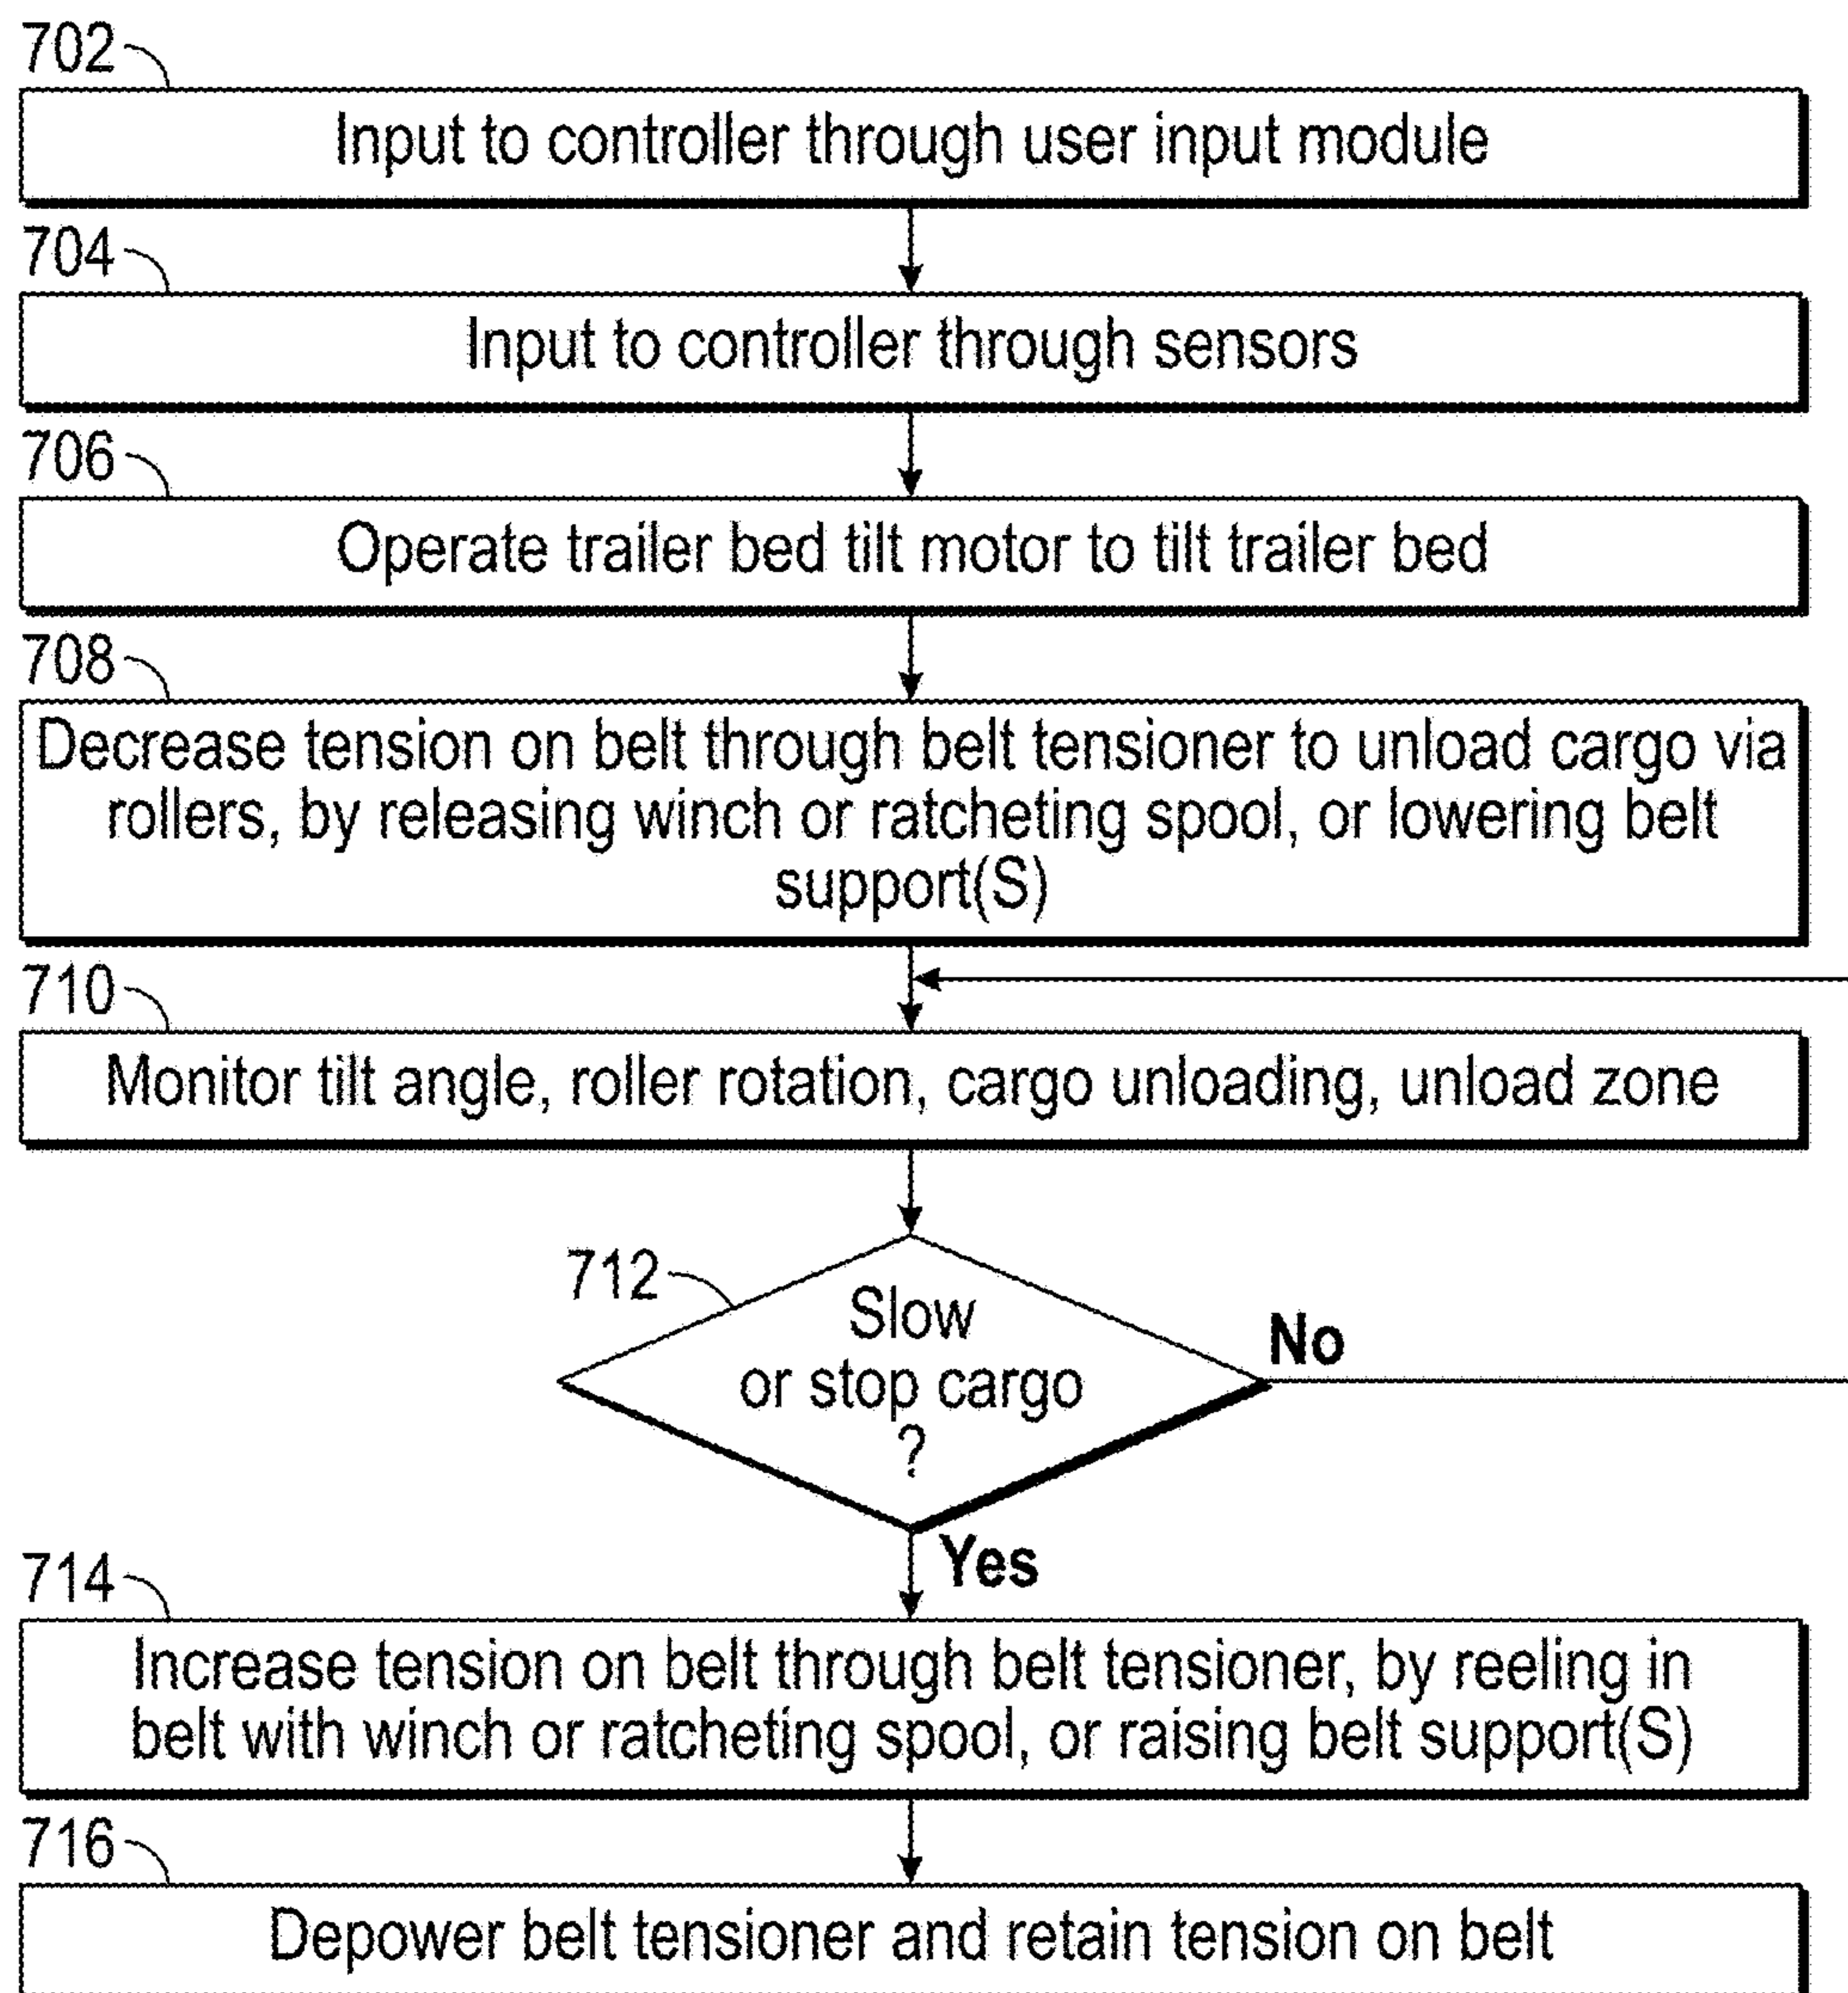 702
Input to controller through user input module
704
Input to controller through sensors
706
Operate trailer bed tilt motor to tilt trailer bed
708
Decrease tension on belt through belt tensioner to unload cargo via
rollers, by releasing winch or ratcheting spool, or lowering belt
support(S)
710
Monitor tilt angle, roller rotation, cargo unloading, unload zone
712
Slow
or stop cargo
?
No
Yes
714
Increase tension on belt through belt tensioner, by reeling in
belt with winch or ratcheting spool, or raising belt support(S)
716
Depower belt tensioner and retain tension on belt